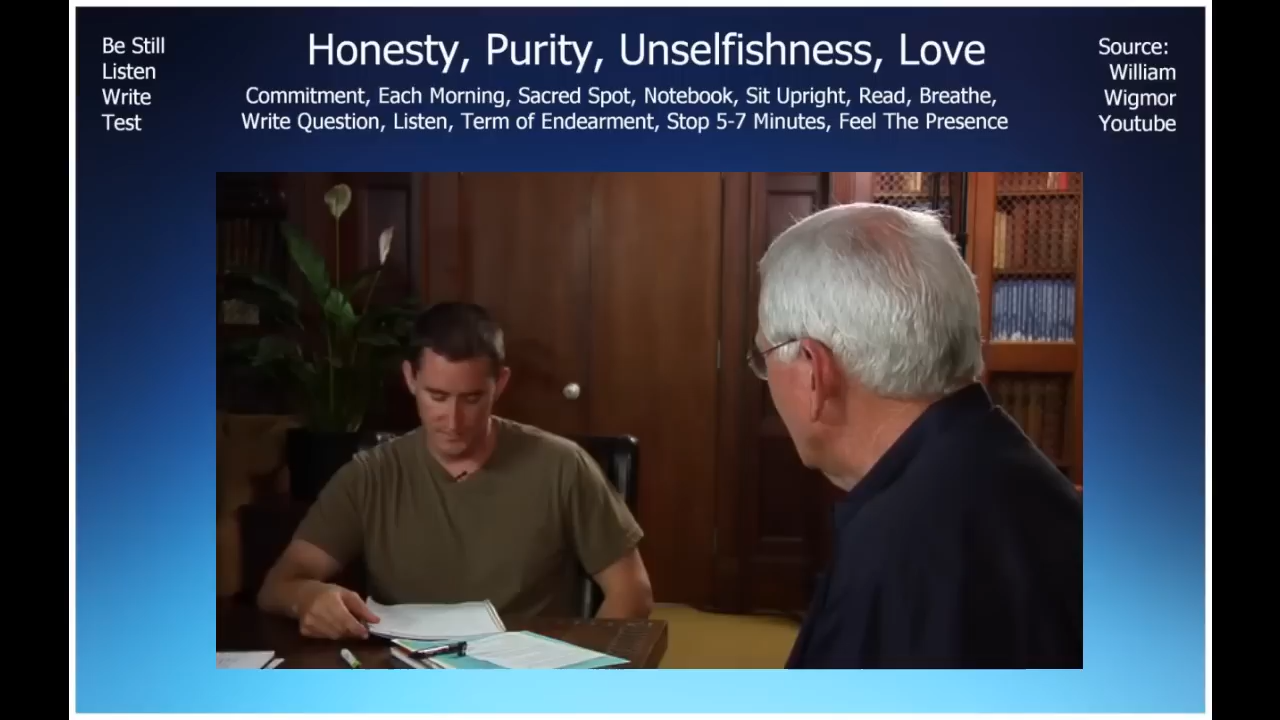 Be Still
Listen
Write
Test
Honesty, Purity, Unselfishness, Love
Commitment, Each Morning, Sacred Spot, Notebook, Sit Upright, Read, Breathe,
Write Question, Listen, Term of Endearment, Stop 5-7 Minutes, Feel The Presence
Source:
William
Wigmor
Youtube